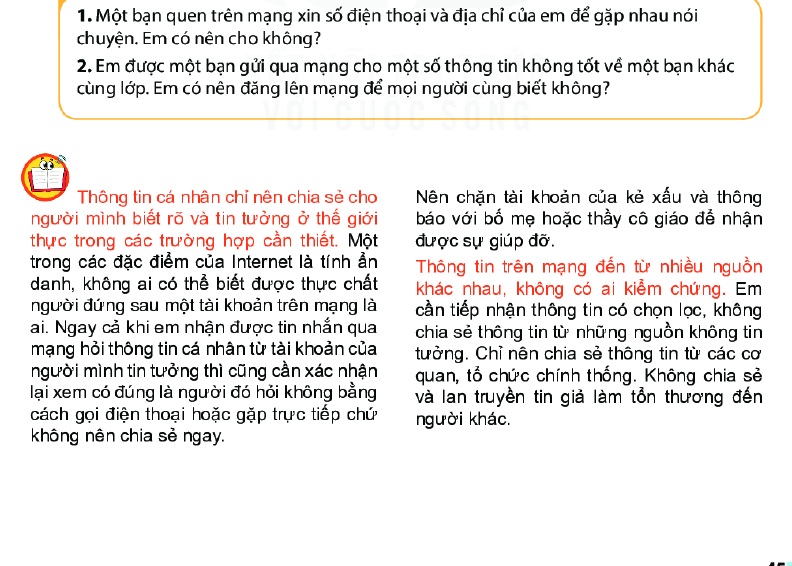 1. Một bạn quen trên mạng xin số điện thoại và địa chỉ của em để gặp nhau nói
chuyện. Em có nên cho không?
2. Em được một bạn gửi qua mạng cho một số thông tin không tốt về một bạn khác
cùng lớp. Em có nên đăng lên mạng để mọi người cùng biết không?
VỚI CUỘC SỐNG
Thông tin cá nhân chỉ nên chia sẻ cho
người mình biết rõ và tin tưởng ở thế giới
thực trong các trường hợp cần thiết. Một
trong các đặc điểm của Internet là tính ẩn
danh, không ai có thể biết được thực chất
người đứng sau một tài khoản trên mạng là
ai. Ngay cả khi em nhận được tin nhắn qua
mạng hỏi thông tin cá nhân từ tài khoản của
người mình tin tưởng thì cũng cần xác nhận
lại xem có đúng là người đó hỏi không bằng
cách gọi điện thoại hoặc gặp trực tiếp chứ
không nên chia sẻ ngay.
Nên chặn tài khoản của kẻ xấu và thông
báo với bố mẹ hoặc thầy cô giáo để nhận
được sự giúp đỡ.
Thông tin trên mạng đến từ nhiều nguồn
khác nhau, không có ai kiểm chứng. Em
cần tiếp nhận thông tin có chọn lọc, không
chia sẻ thông tin từ những nguồn không tin
tưởng. Chỉ nên chia sẻ thông tin từ các cơ
quan, tổ chức chính thống. Không chia sẻ
và lan truyền tin giả làm tổn thương đến
người khác.